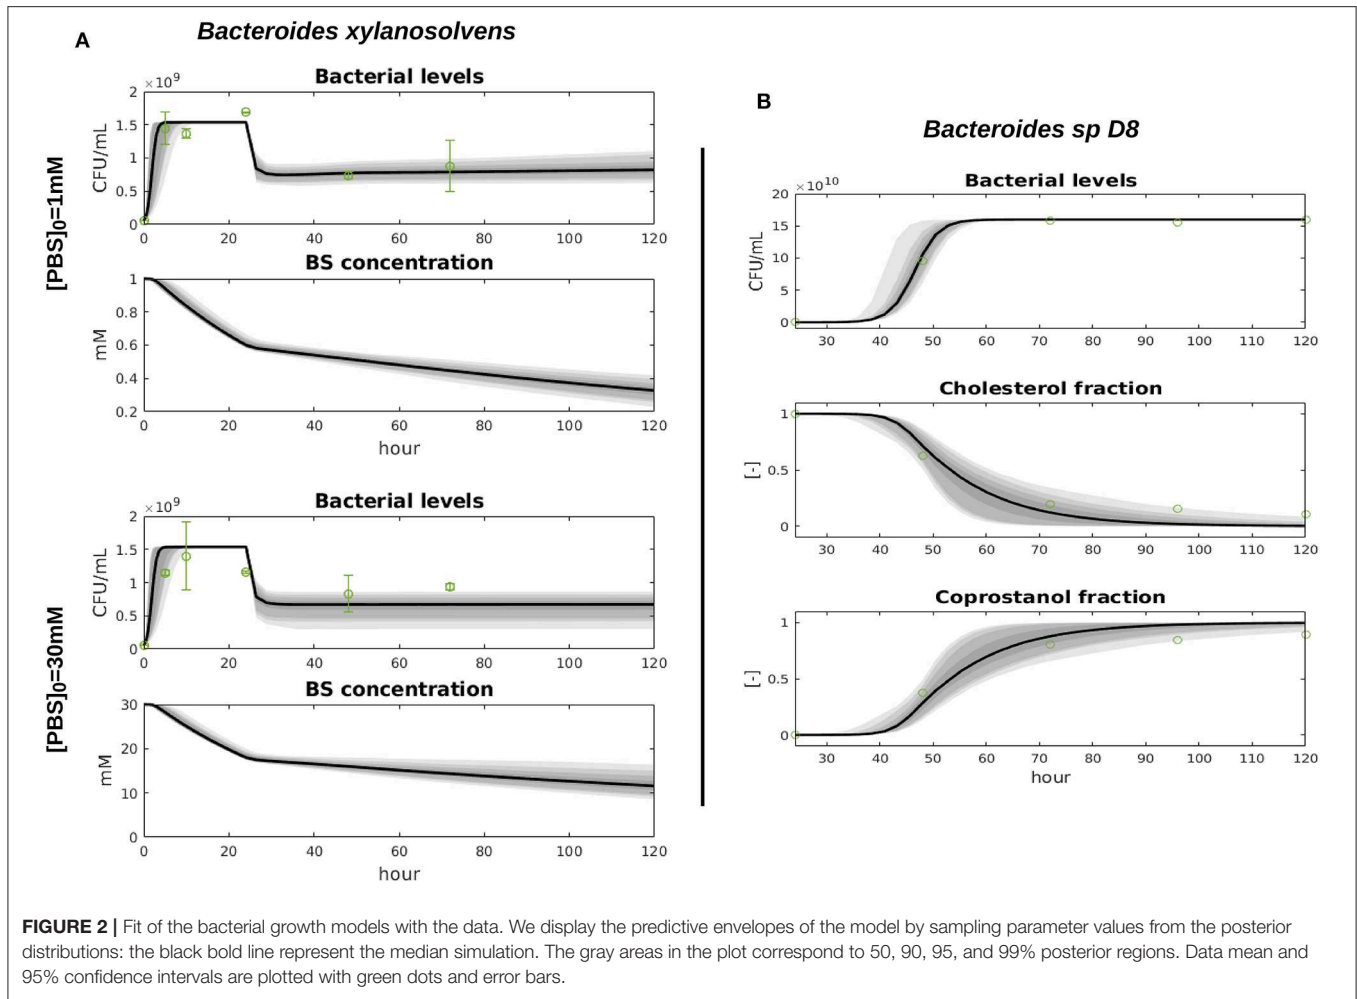 A
Bacteroides xylanosolvens
Bacterial levels
×10^9
2
1.5
1
0.5
0
CFU/mL
0 20 40 60 80 100 120
[PBS]0=1mM
BS concentration
1
0.8
0.6
0.4
0.2
mM
0 20 40 60 80 100 120
hour
Bacterial levels
×10^9
2
1.5
1
0.5
0
CFU/mL
0 20 40 60 80 100 120
[PBS]0=30mM
BS concentration
30
20
10
0
mM
0 20 40 60 80 100 120
hour
B
Bacteroides sp D8
Bacterial levels
×10^10
20
15
10
5
0
CFU/mL
30 40 50 60 70 80 90 100 110 120
Cholesterol fraction
1
0.5
0
[-]
30 40 50 60 70 80 90 100 110 120
Coprostanol fraction
1
0.5
0
[-]
30 40 50 60 70 80 90 100 110 120
hour
FIGURE 2 | Fit of the bacterial growth models with the data. We display the predictive envelopes of the model by sampling parameter values from the posterior
distributions: the black bold line represent the median simulation. The gray areas in the plot correspond to 50, 90, 95, and 99% posterior regions. Data mean and
95% confidence intervals are plotted with green dots and error bars.